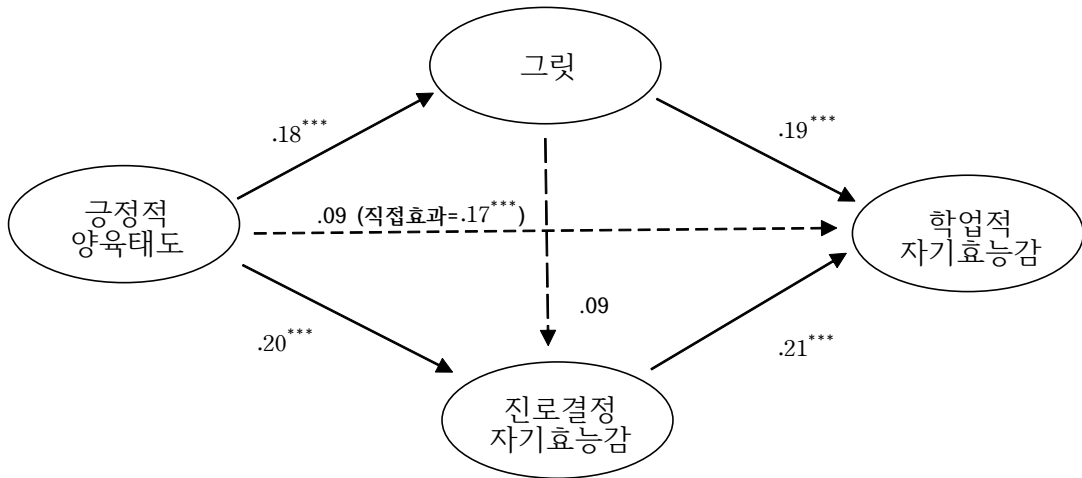 그릿
.18***
.19***
긍정적
양육태도
.09 (직접효과=.17***)
학업적
자기효능감
.09
.20***
.21***
진로결정
자기효능감